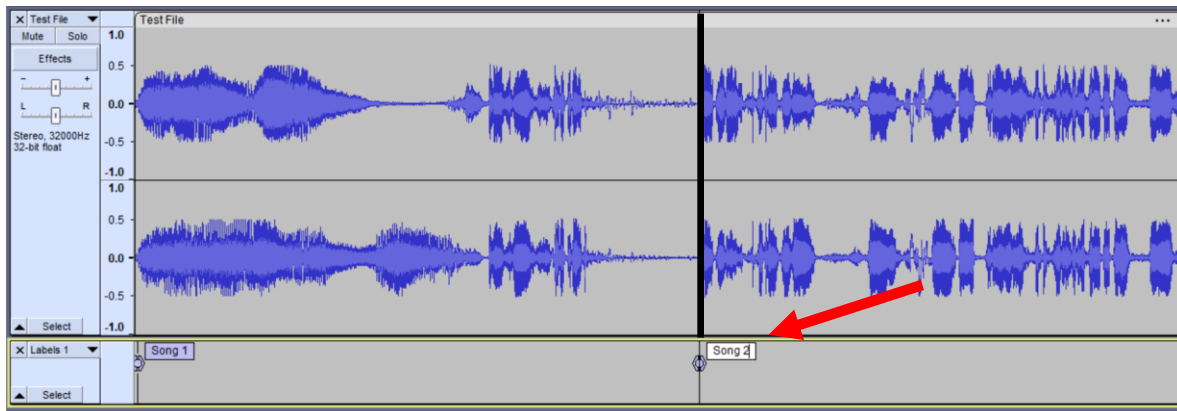 × Test File ▼
Test File
...
Mute Solo
Effects
- +
L R
Stereo, 32000Hz
32-bit float
Select
1.0
0.5
0.0
-0.5
-1.0
1.0
0.5
0.0
-0.5
-1.0
× Labels 1 ▼
Song 1
Song 2
Select